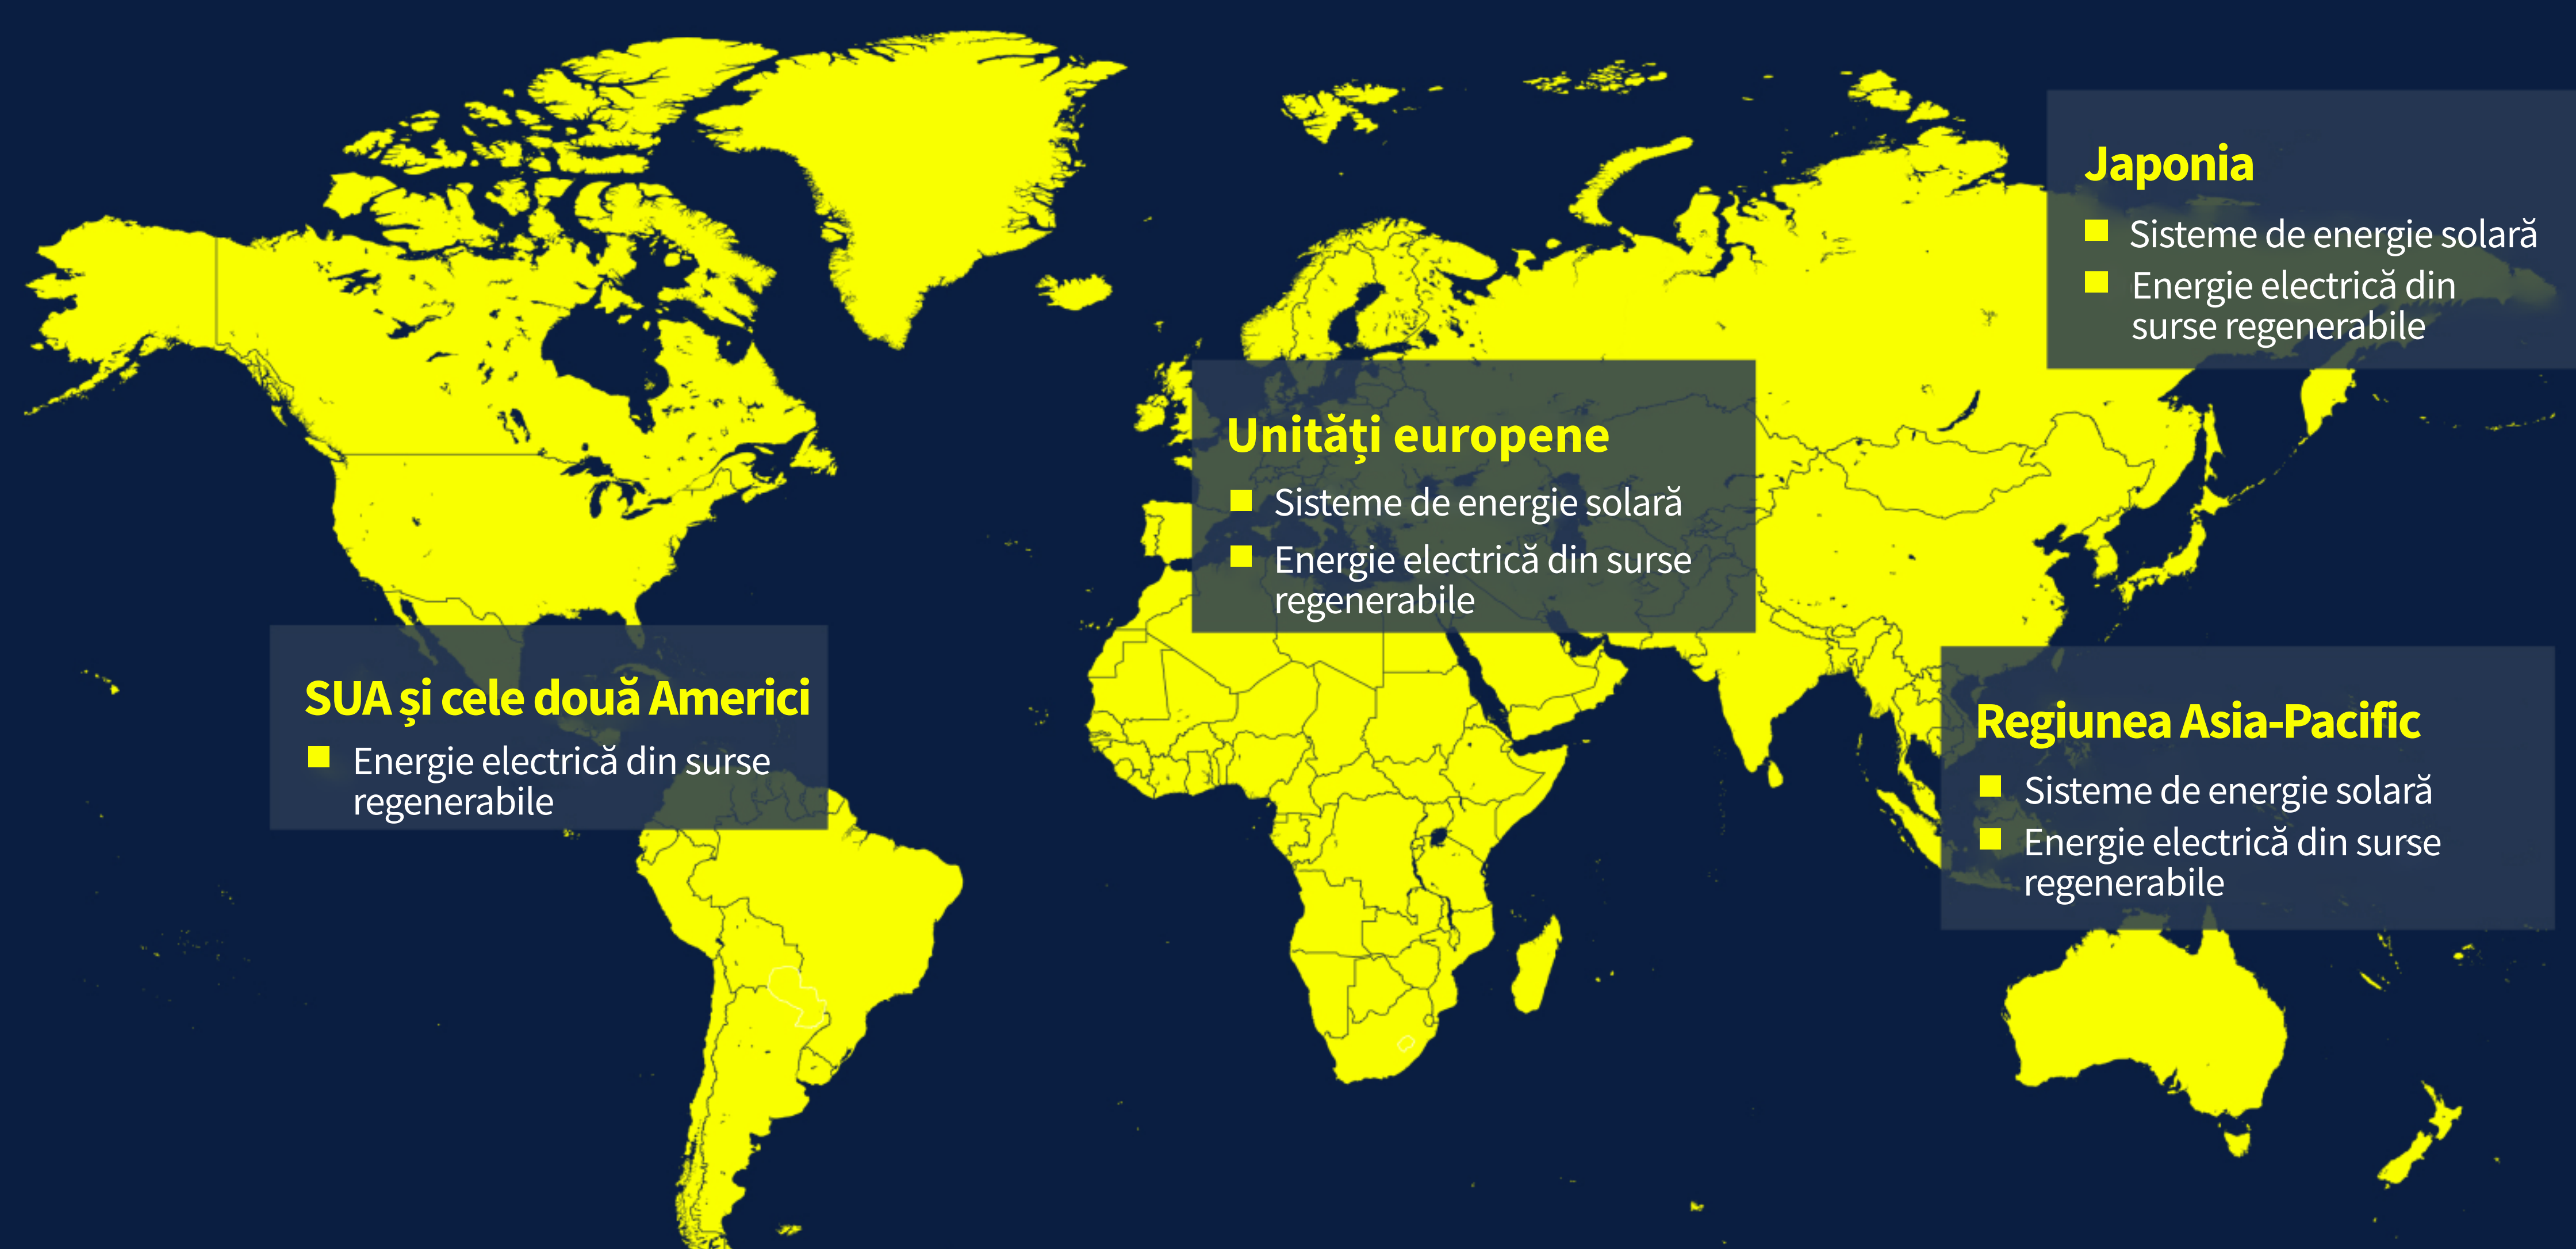 Japonia
Sisteme de energie solară
Energie electrică din
surse regenerabile
Unități europene
Sisteme de energie solară
Energie electrică din surse
regenerabile
SUA și cele două Americi
Energie electrică din surse
regenerabile
Regiunea Asia-Pacific
Sisteme de energie solară
Energie electrică din surse
regenerabile